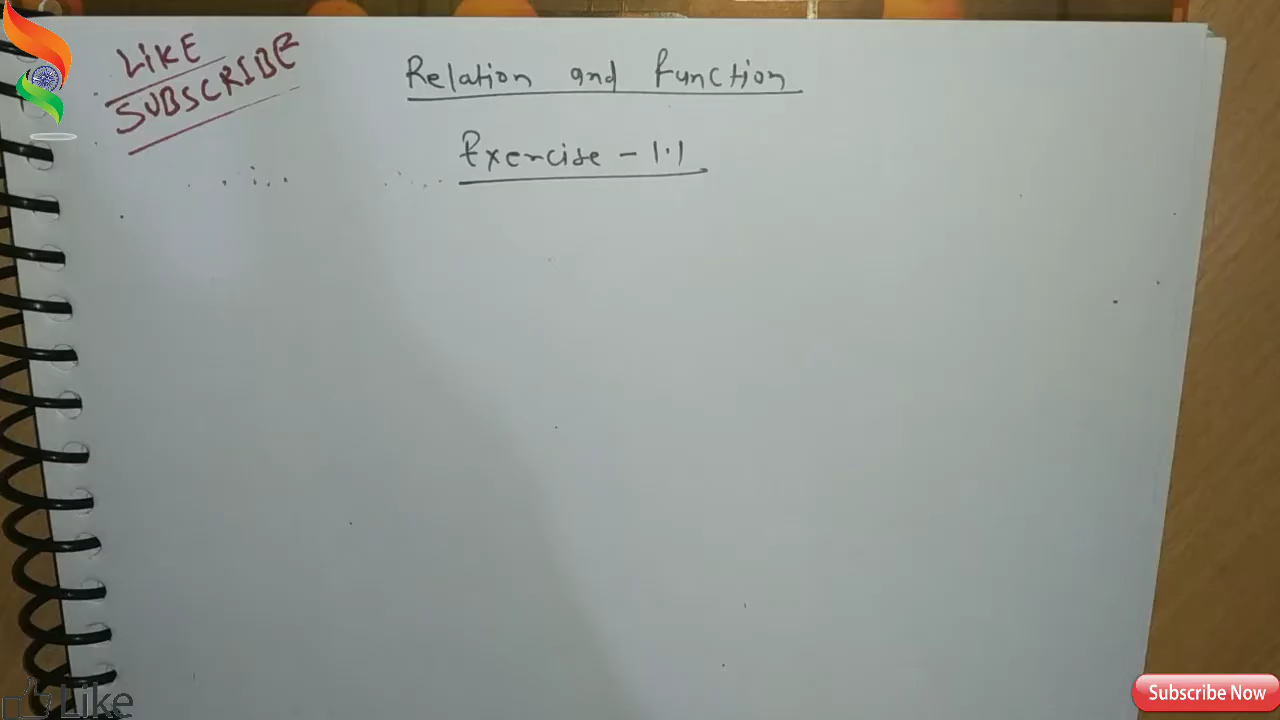 LIKE
SUBSCRIBE
Relation and function
Exercise - 1.1
Like
Subscribe Now